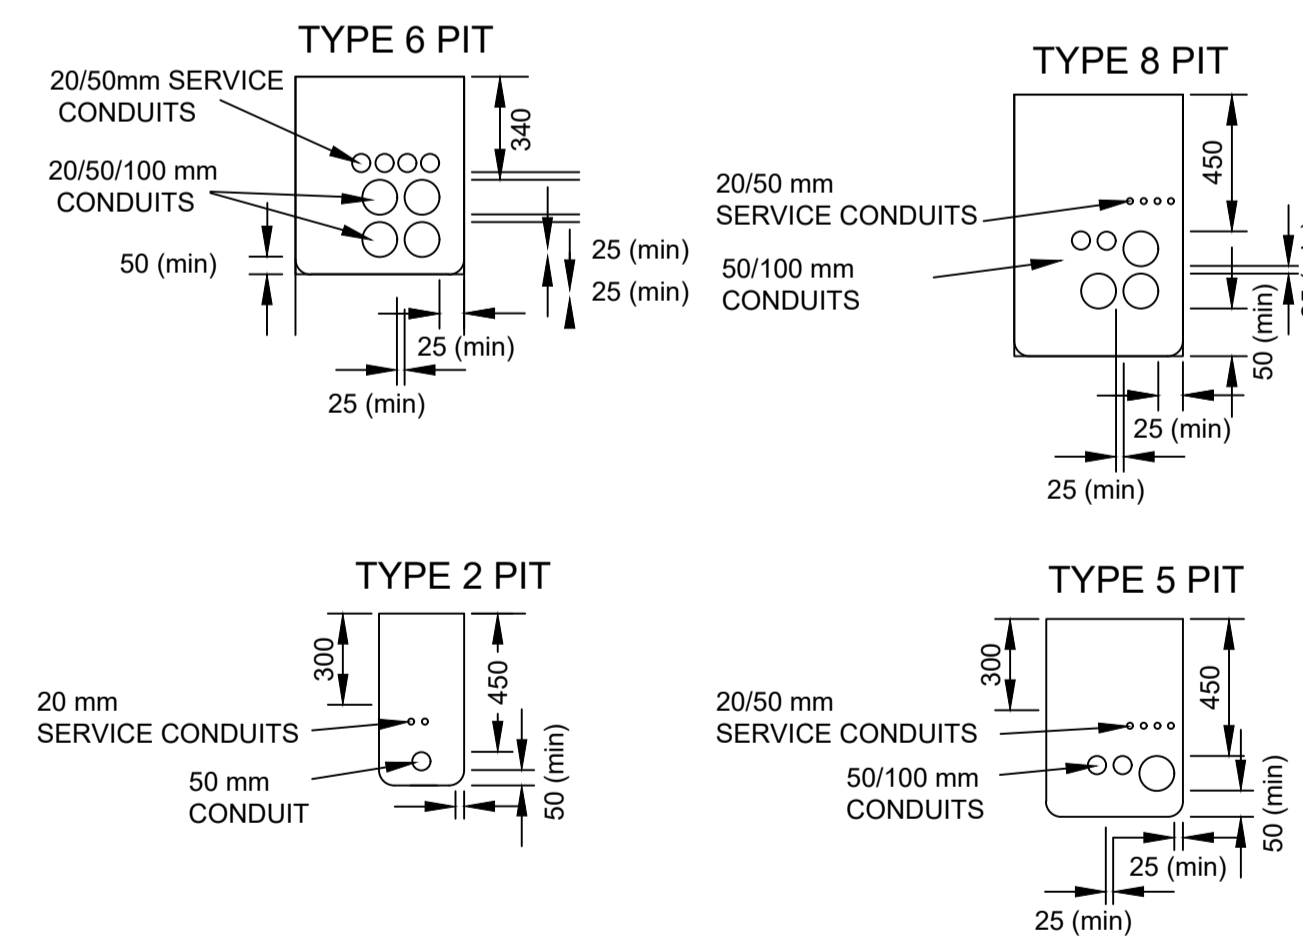 TYPE 6 PIT
20/50mm SERVICE
CONDUITS
20/50/100 mm
CONDUITS
50 (min)
340
25 (min)
25 (min)
25 (min)
25 (min)
TYPE 8 PIT
20/50 mm
SERVICE CONDUITS
50/100 mm
CONDUITS
450
50 (min)
25 (min)
25 (min)
TYPE 2 PIT
300
450
20 mm
SERVICE CONDUITS
50 mm
CONDUIT
50 (min)
TYPE 5 PIT
300
450
20/50 mm
SERVICE CONDUITS
50/100 mm
CONDUITS
50 (min)
25 (min)
25 (min)